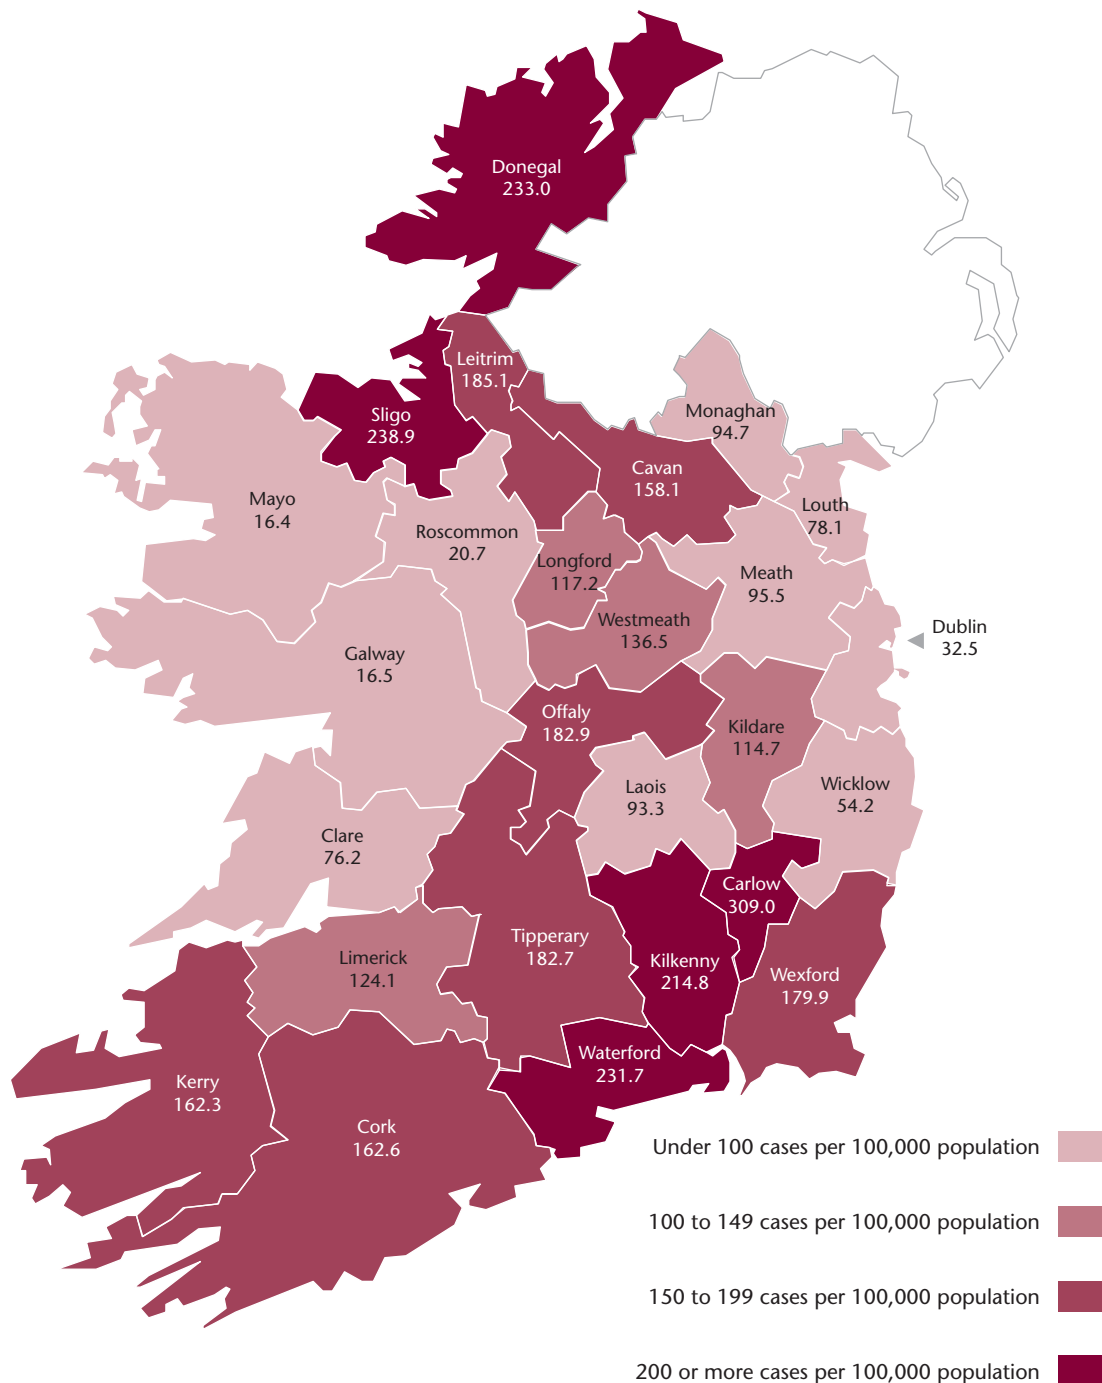 Donegal
233.0
Leitrim
185.1
Sligo
238.9
Monaghan
94.7
Cavan
158.1
Louth
78.1
Mayo
16.4
Roscommon
20.7
Longford
117.2
Meath
95.5
Westmeath
136.5
Dublin
32.5
Galway
16.5
Offaly
182.9
Kildare
114.7
Laois
93.3
Wicklow
54.2
Clare
76.2
Carlow
309.0
Tipperary
182.7
Limerick
124.1
Kilkenny
214.8
Wexford
179.9
Waterford
231.7
Kerry
162.3
Cork
162.6
Under 100 cases per 100,000 population
100 to 149 cases per 100,000 population
150 to 199 cases per 100,000 population
200 or more cases per 100,000 population